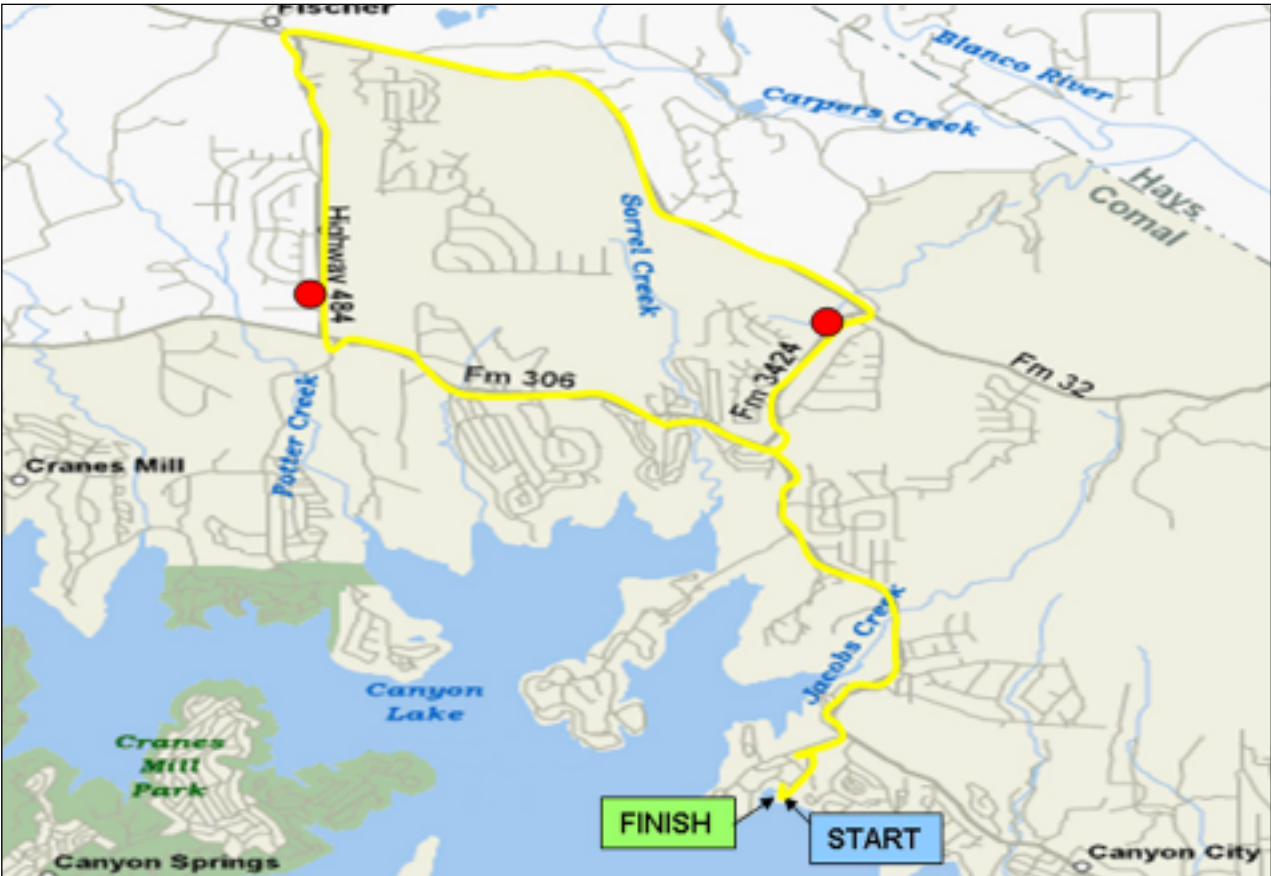 Fischer
Blanco River
Carpers Creek
Hays
Comal
Sorrel Creek
Highway 484
Fm 32
Fm 3424
Fm 306
Potter Creek
Cranes Mill
Jacobs Creek
Canyon
Lake
Cranes
Mill
Park
FINISH
START
Canyon Springs
Canyon City